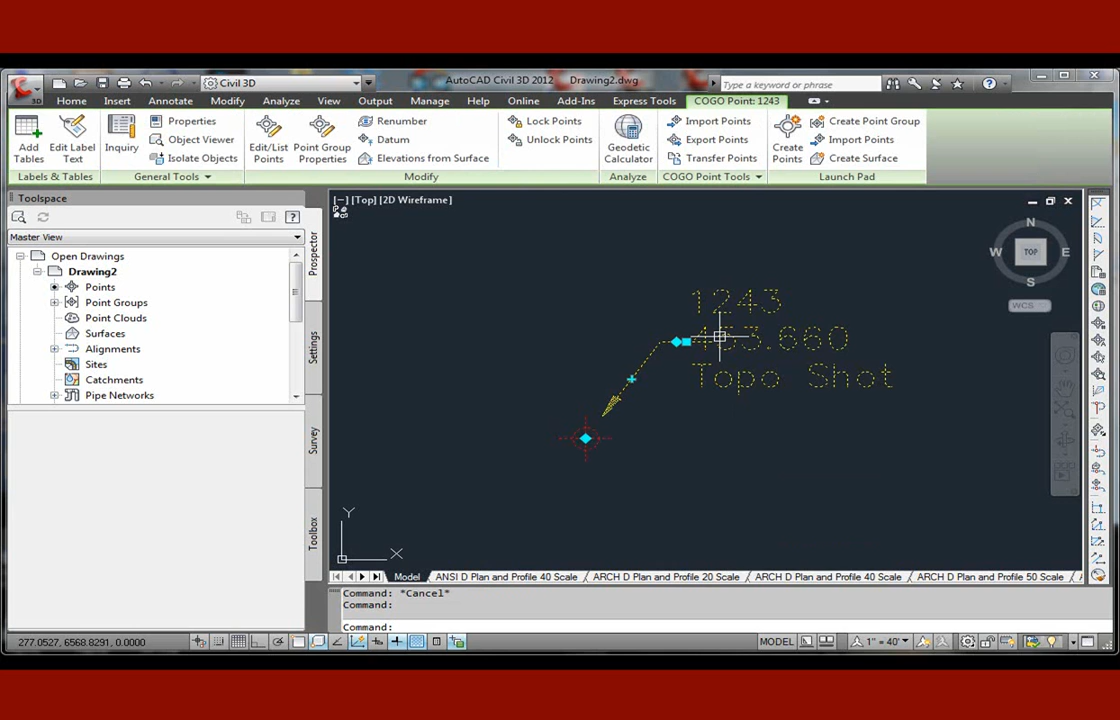 Civil 3D
AutoCAD Civil 3D 2012 Drawing2.dwg
Type a keyword or phrase
3D
Home Insert Annotate Modify Analyze View Output Manage Help Online Add-Ins Express Tools COGO Point: 1243
Add Tables
Edit Label Text
Labels & Tables
Inquiry
Properties
Object Viewer
Isolate Objects
General Tools
Edit/List Points
Point Group Properties
Renumber
Datum
Elevations from Surface
Lock Points
Unlock Points
Modify
Geodetic Calculator
Analyze
Import Points
Export Points
Transfer Points
COGO Point Tools
Create Points
Create Point Group
Import Points
Create Surface
Launch Pad
Toolspace
Master View
Open Drawings
Drawing2
Points
Point Groups
Point Clouds
Surfaces
Alignments
Sites
Catchments
Pipe Networks
Prospector
Settings
Survey
Toolbox
[−] [Top] [2D Wireframe]
N
W TOP E
S
WCS
1243
453.660
Topo Shot
Y
X
Model ANSI D Plan and Profile 40 Scale ARCH D Plan and Profile 20 Scale ARCH D Plan and Profile 40 Scale ARCH D Plan and Profile 50 Scale
Command: *Cancel*
Command:
Command:
277.0527, 6568.8291, 0.0000
MODEL
1" = 40'